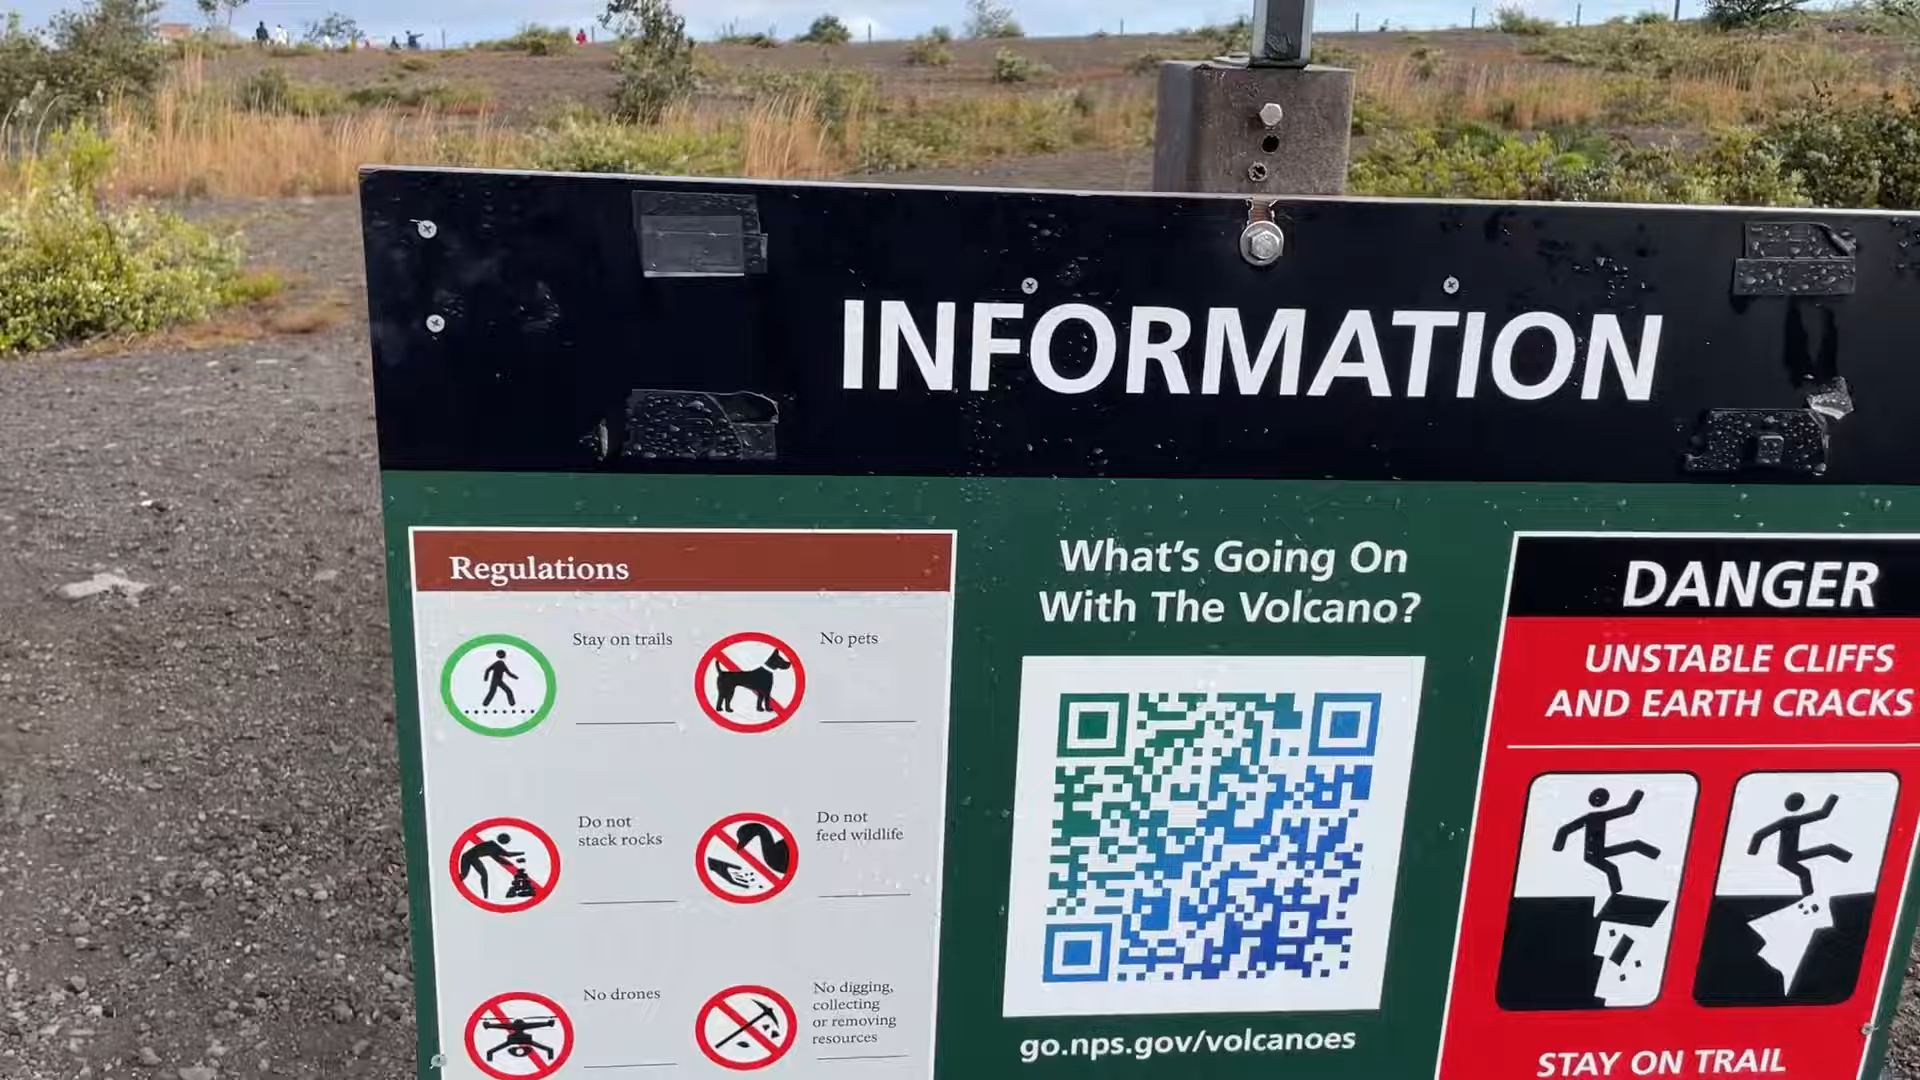 INFORMATION
Regulations
Stay on trails
No pets
Do not
stack rocks
Do not
feed wildlife
No drones
No digging,
collecting
or removing
resources
What's Going On
With The Volcano?
go.nps.gov/volcanoes
DANGER
UNSTABLE CLIFFS
AND EARTH CRACKS
STAY ON TRAIL